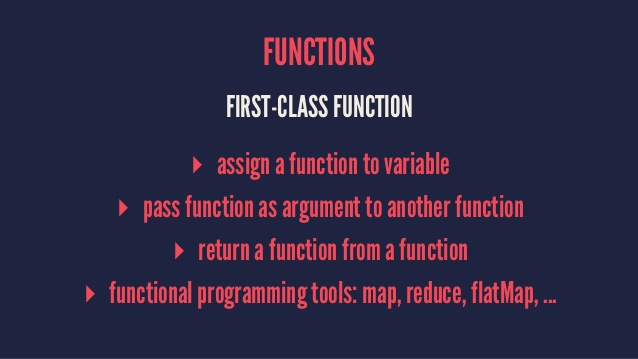 FUNCTIONS
FIRST-CLASS FUNCTION
▸ assign a function to variable
▸ pass function as argument to another function
▸ return a function from a function
▸ functional programming tools: map, reduce, flatMap, ...